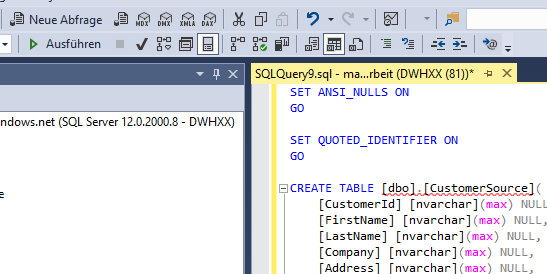 Neue Abfrage
MDX DMX XMLA DAX
Ausführen
SQLQuery9.sql - ma...rbeit (DWHXX (81))*
ndows.net (SQL Server 12.0.2000.8 - DWHXX)
e
SET ANSI_NULLS ON
GO
SET QUOTED_IDENTIFIER ON
GO
CREATE TABLE [dbo].[CustomerSource](
[CustomerId] [nvarchar](max) NULL
[FirstName] [nvarchar](max) NULL,
[LastName] [nvarchar](max) NULL,
[Company] [nvarchar](max) NULL,
[Address] [nvarchar](max) NULL,